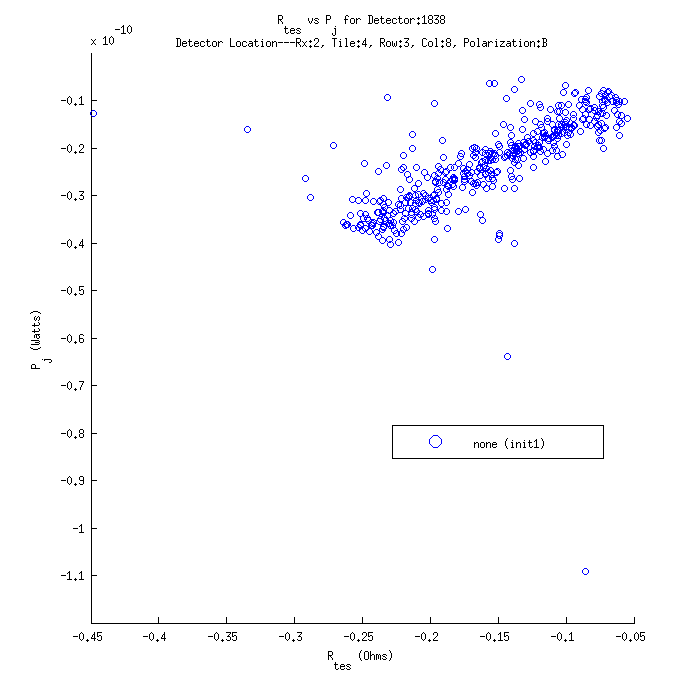 R_tes vs P_j for Detector:1838
x 10^-10
Detector Location---Rx:2, Tile:4, Row:3, Col:8, Polarization:B
-0.1
-0.2
-0.3
-0.4
-0.5
-0.6
-0.7
-0.8
-0.9
-1
-1.1
P_j (Watts)
none (init1)
-0.45 -0.4 -0.35 -0.3 -0.25 -0.2 -0.15 -0.1 -0.05
R_tes (Ohms)